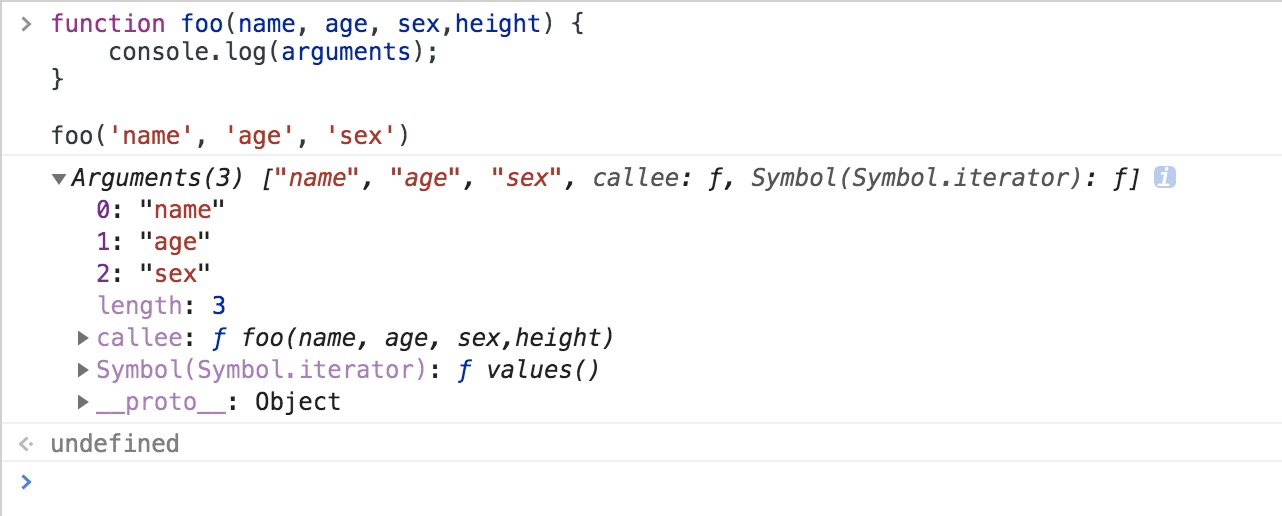 > function foo(name, age, sex,height) {
    console.log(arguments);
}
foo('name', 'age', 'sex')
▼Arguments(3) ["name", "age", "sex", callee: ƒ, Symbol(Symbol.iterator): ƒ] i
0: "name"
1: "age"
2: "sex"
length: 3
▶callee: ƒ foo(name, age, sex,height)
▶Symbol(Symbol.iterator): ƒ values()
▶__proto__: Object
undefined
>